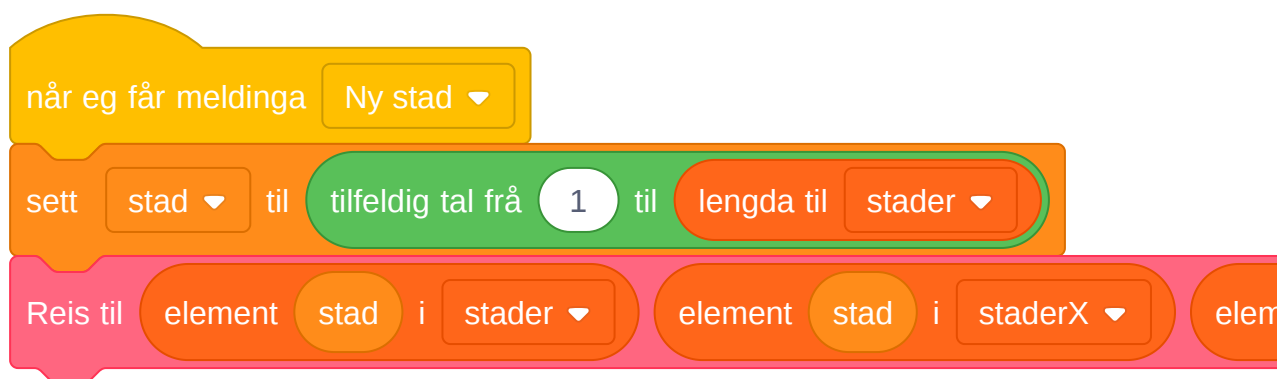 når eg får meldinga Ny stad
sett stad til tilfeldig tal frå 1 til lengda til stader
Reis til element stad i stader element stad i staderX